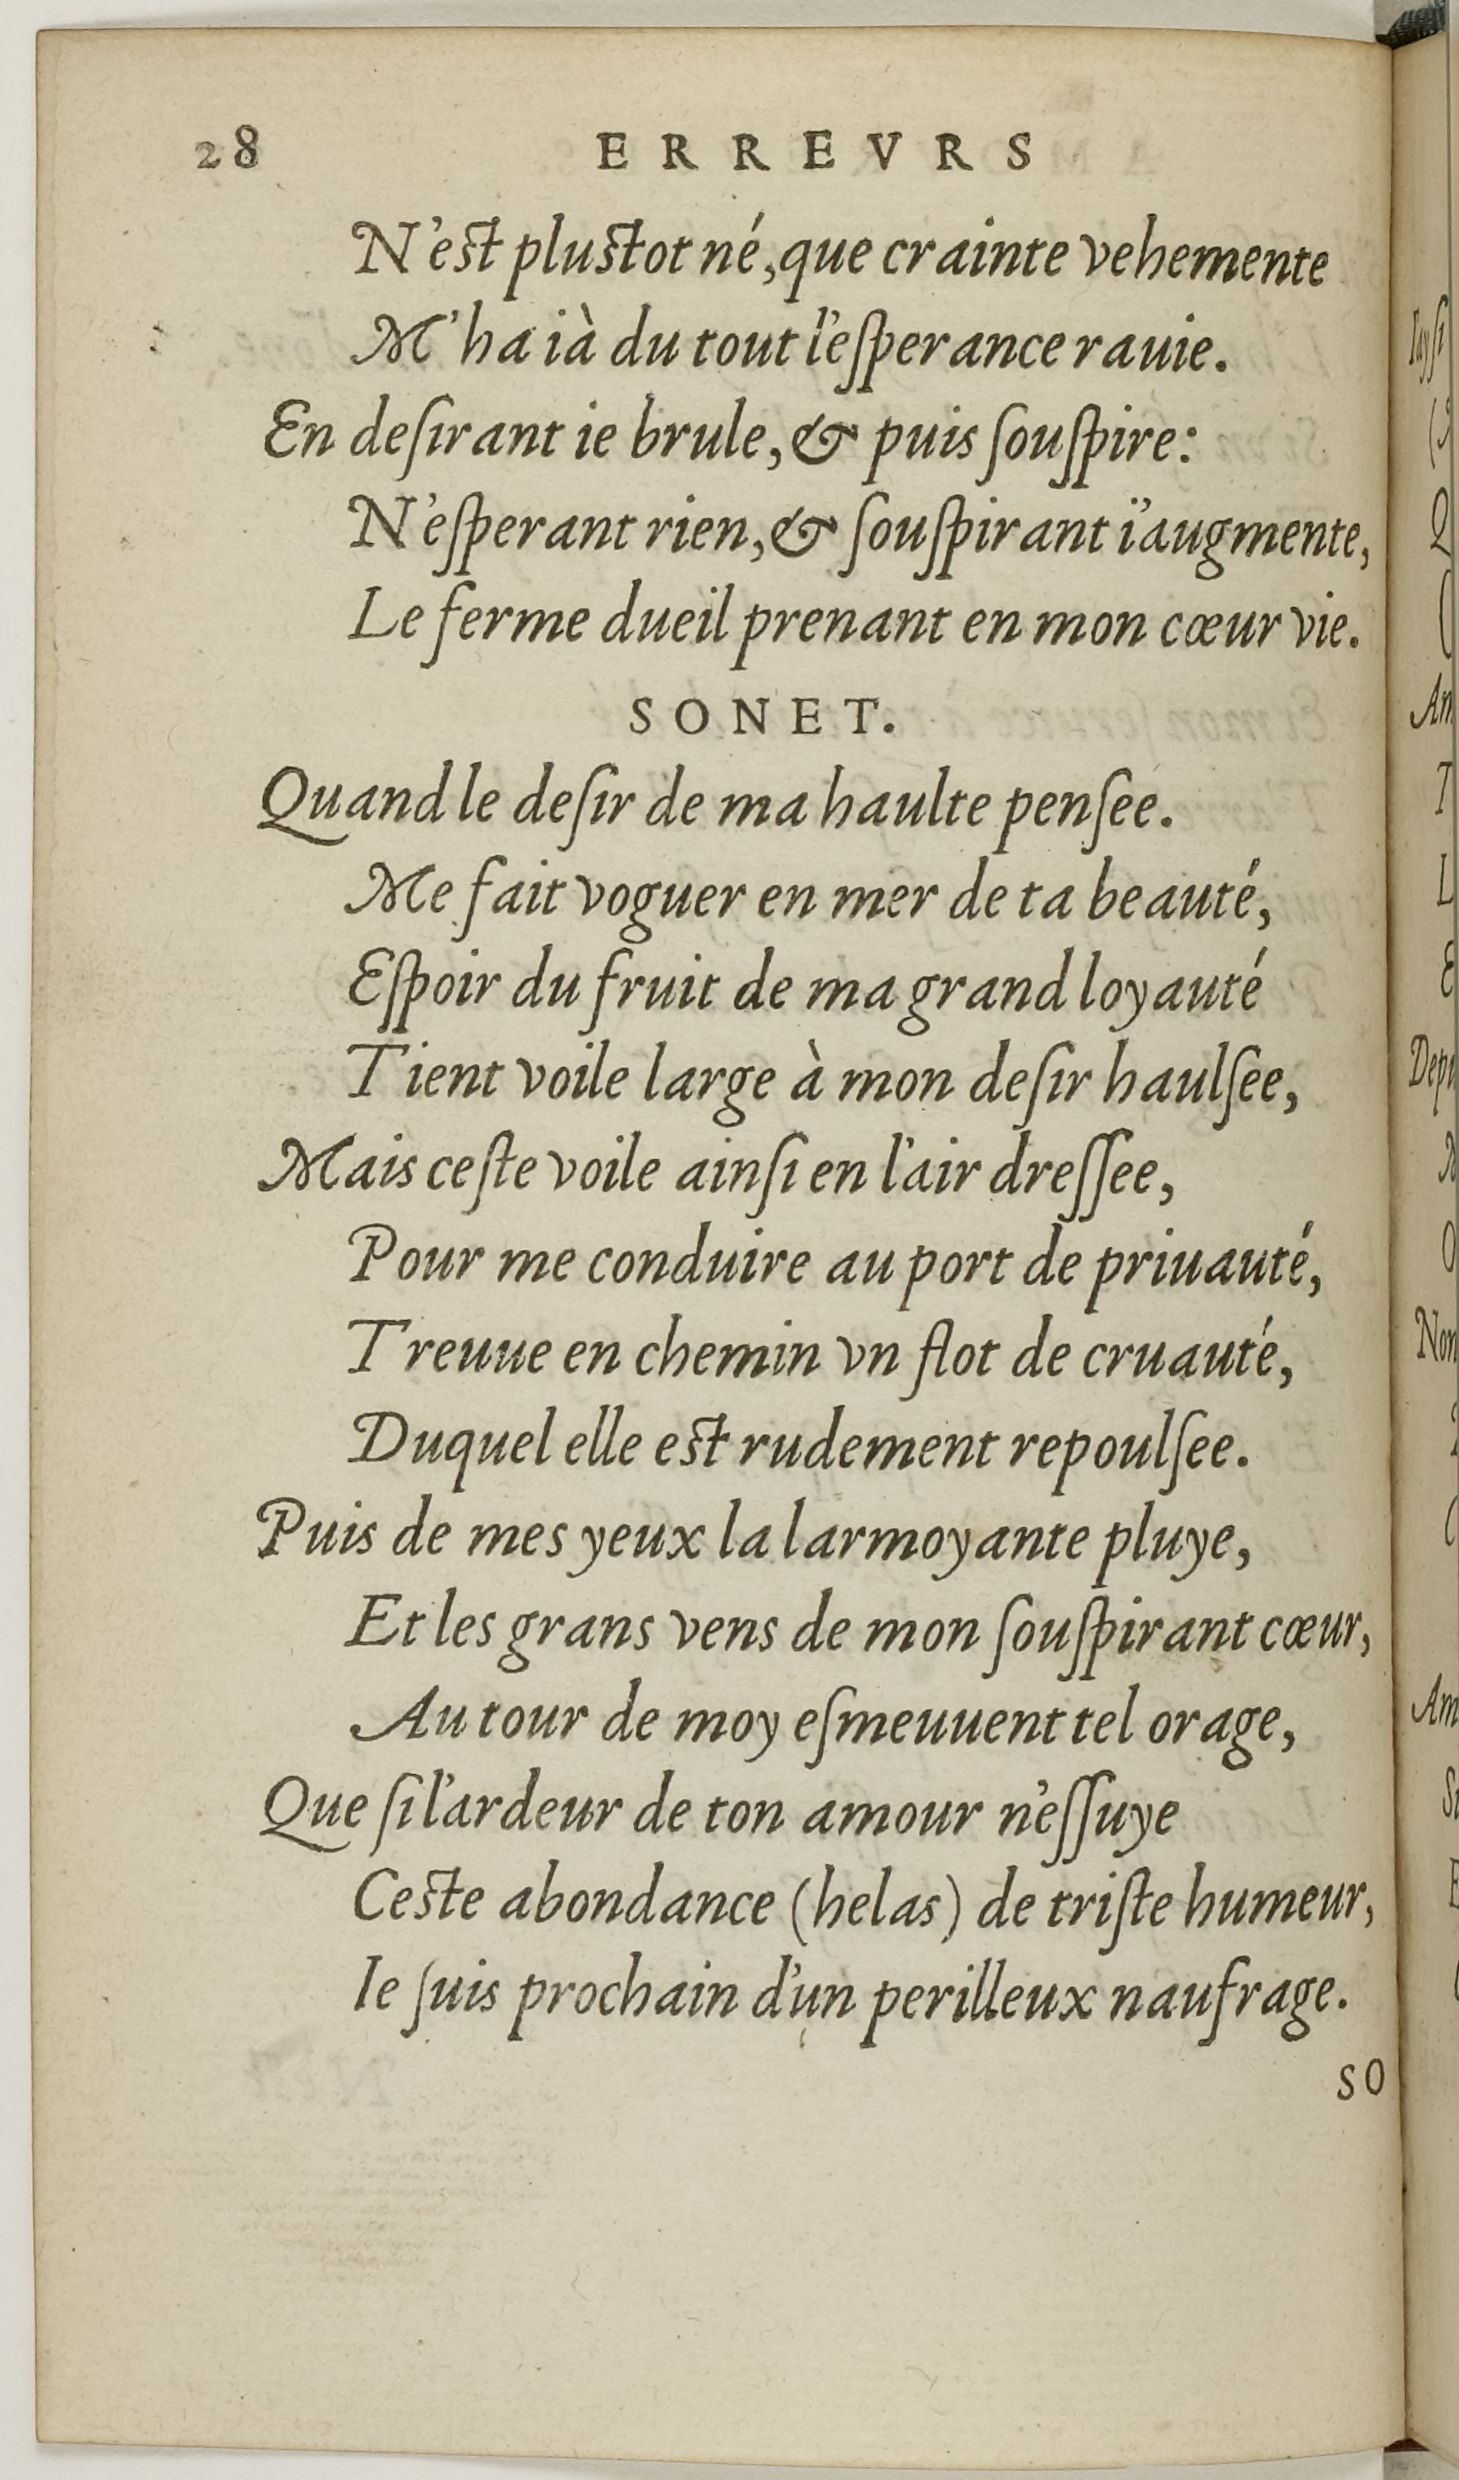 28 ERREVRS
N'est plustot né, que crainte vehemente
M'ha ià du tout l'eſperance rauie.
En deſirant ie brule, & puis ſouſpire:
N'eſperant rien, & ſouſpirant i'augmente,
Le ferme dueil prenant en mon cœur vie.
SONET.
Quand le deſir de ma haulte penſee.
Me fait voguer en mer de ta beauté,
Eſpoir du fruit de ma grand loyauté
Tient voile large à mon deſir haulſee,
Mais ceſte voile ainſi en l'air dreſſee,
Pour me conduire au port de priuauté,
Treuue en chemin vn flot de cruauté,
Duquel elle est rudement repoulſee.
Puis de mes yeux la larmoyante pluye,
Et les grans vens de mon ſouſpirant cœur,
Autour de moy eſmeuuent tel orage,
Que ſi l'ardeur de ton amour n'eſſuye
Ceste abondance (helas) de triſte humeur,
Ie ſuis prochain d'un perilleux naufrage.
SO